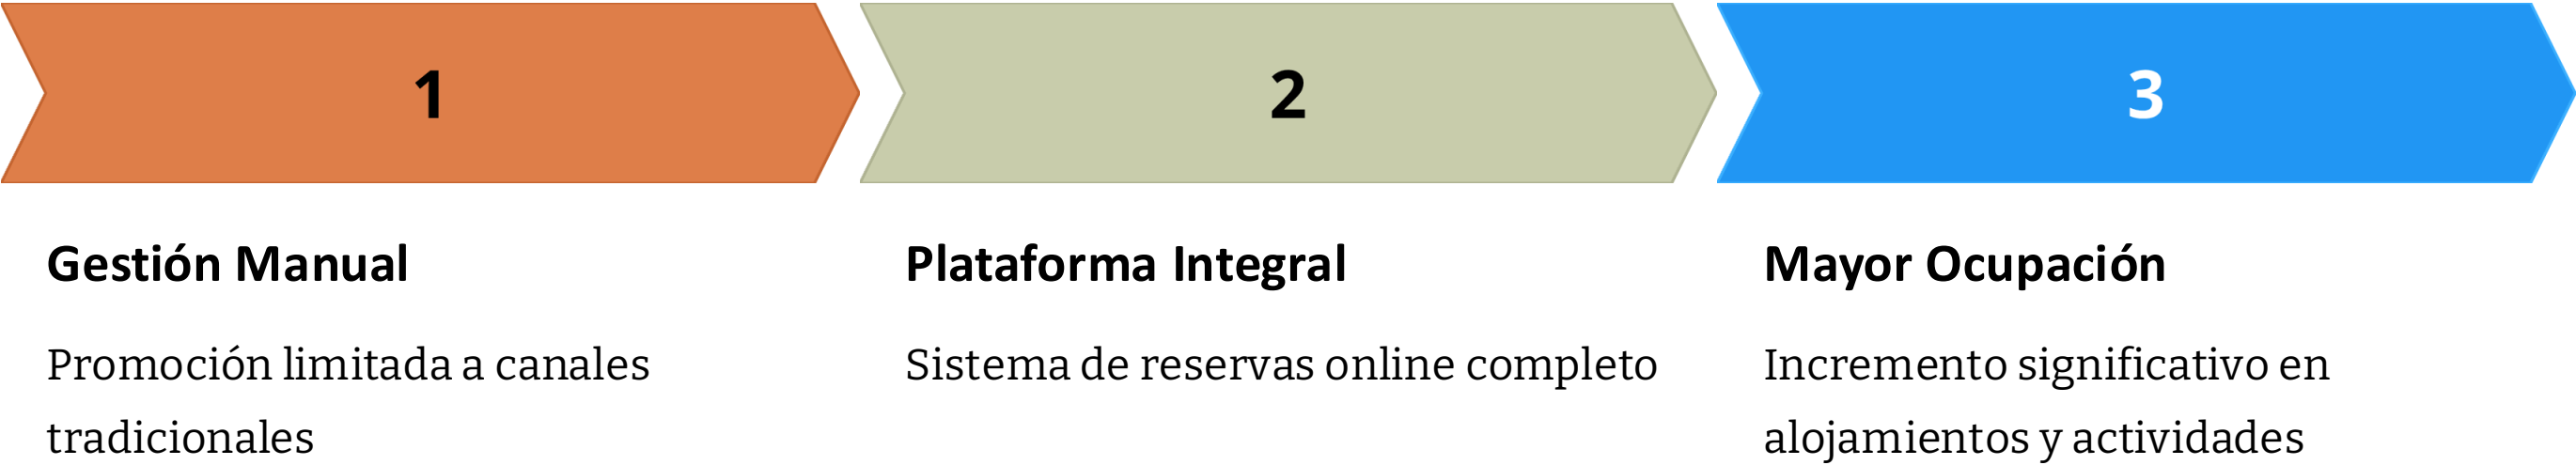 1
2
3
Gestión Manual
Promoción limitada a canales
tradicionales
Plataforma Integral
Sistema de reservas online completo
Mayor Ocupación
Incremento significativo en
alojamientos y actividades